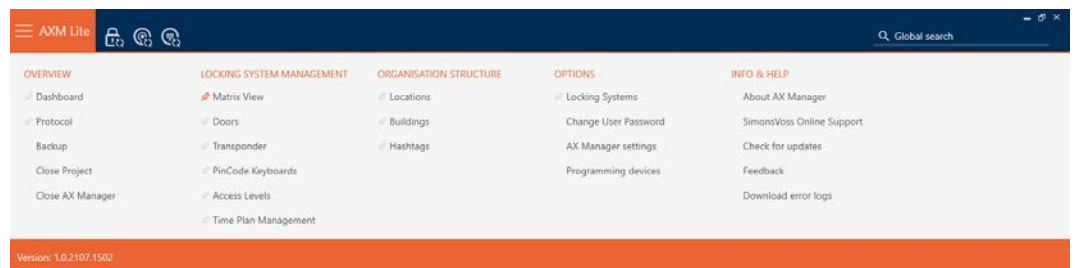 AXM Lite
Global search
OVERVIEW
Dashboard
Protocol
Backup
Close Project
Close AX Manager
LOCKING SYSTEM MANAGEMENT
Matrix View
Doors
Transponder
PinCode Keyboards
Access Levels
Time Plan Management
ORGANISATION STRUCTURE
Locations
Buildings
Hashtags
OPTIONS
Locking Systems
Change User Password
AX Manager settings
Programming devices
INFO & HELP
About AX Manager
SimonsVoss Online Support
Check for updates
Feedback
Download error logs
Version: 1.0.2107.1502